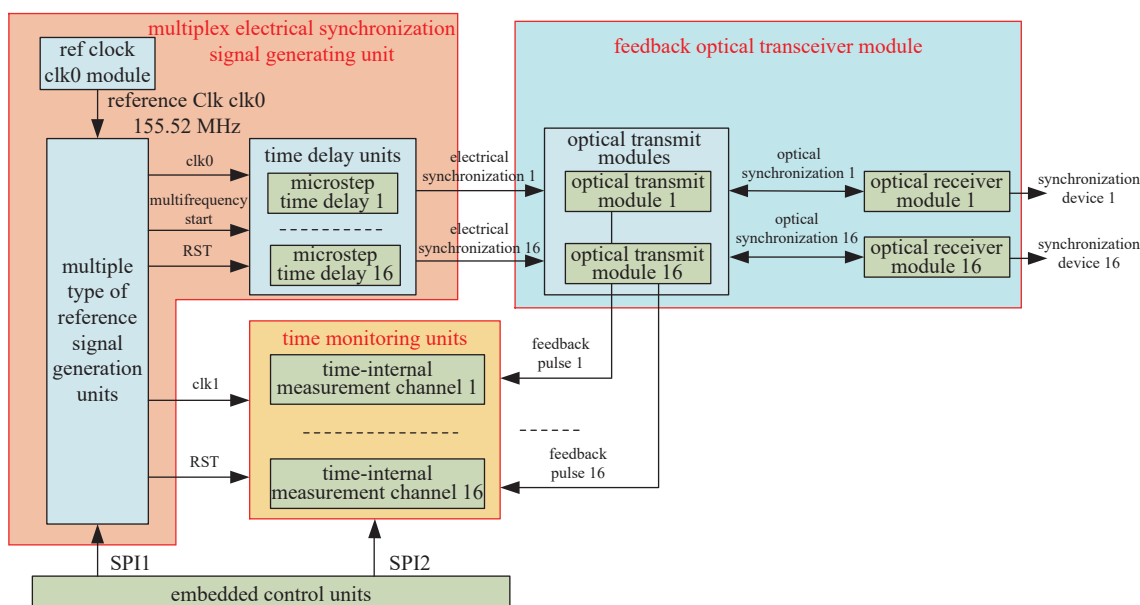 multiplex electrical synchronization
signal generating unit
ref clock
clk0 module
reference Clk clk0
155.52 MHz
multiple
type of
reference
signal
generation
units
clk0
multifrequency
start
RST
time delay units
microstep
time delay 1
microstep
time delay 16
electrical
synchronization 1
electrical
synchronization 16
feedback optical transceiver module
optical transmit
modules
optical transmit
module 1
optical transmit
module 16
optical
synchronization 1
optical
synchronization 16
optical receiver
module 1
optical receiver
module 16
synchronization
device 1
synchronization
device 16
clk1
RST
time monitoring units
time-internal
measurement channel 1
time-internal
measurement channel 16
feedback
pulse 1
feedback
pulse 16
SPI1
SPI2
embedded control units